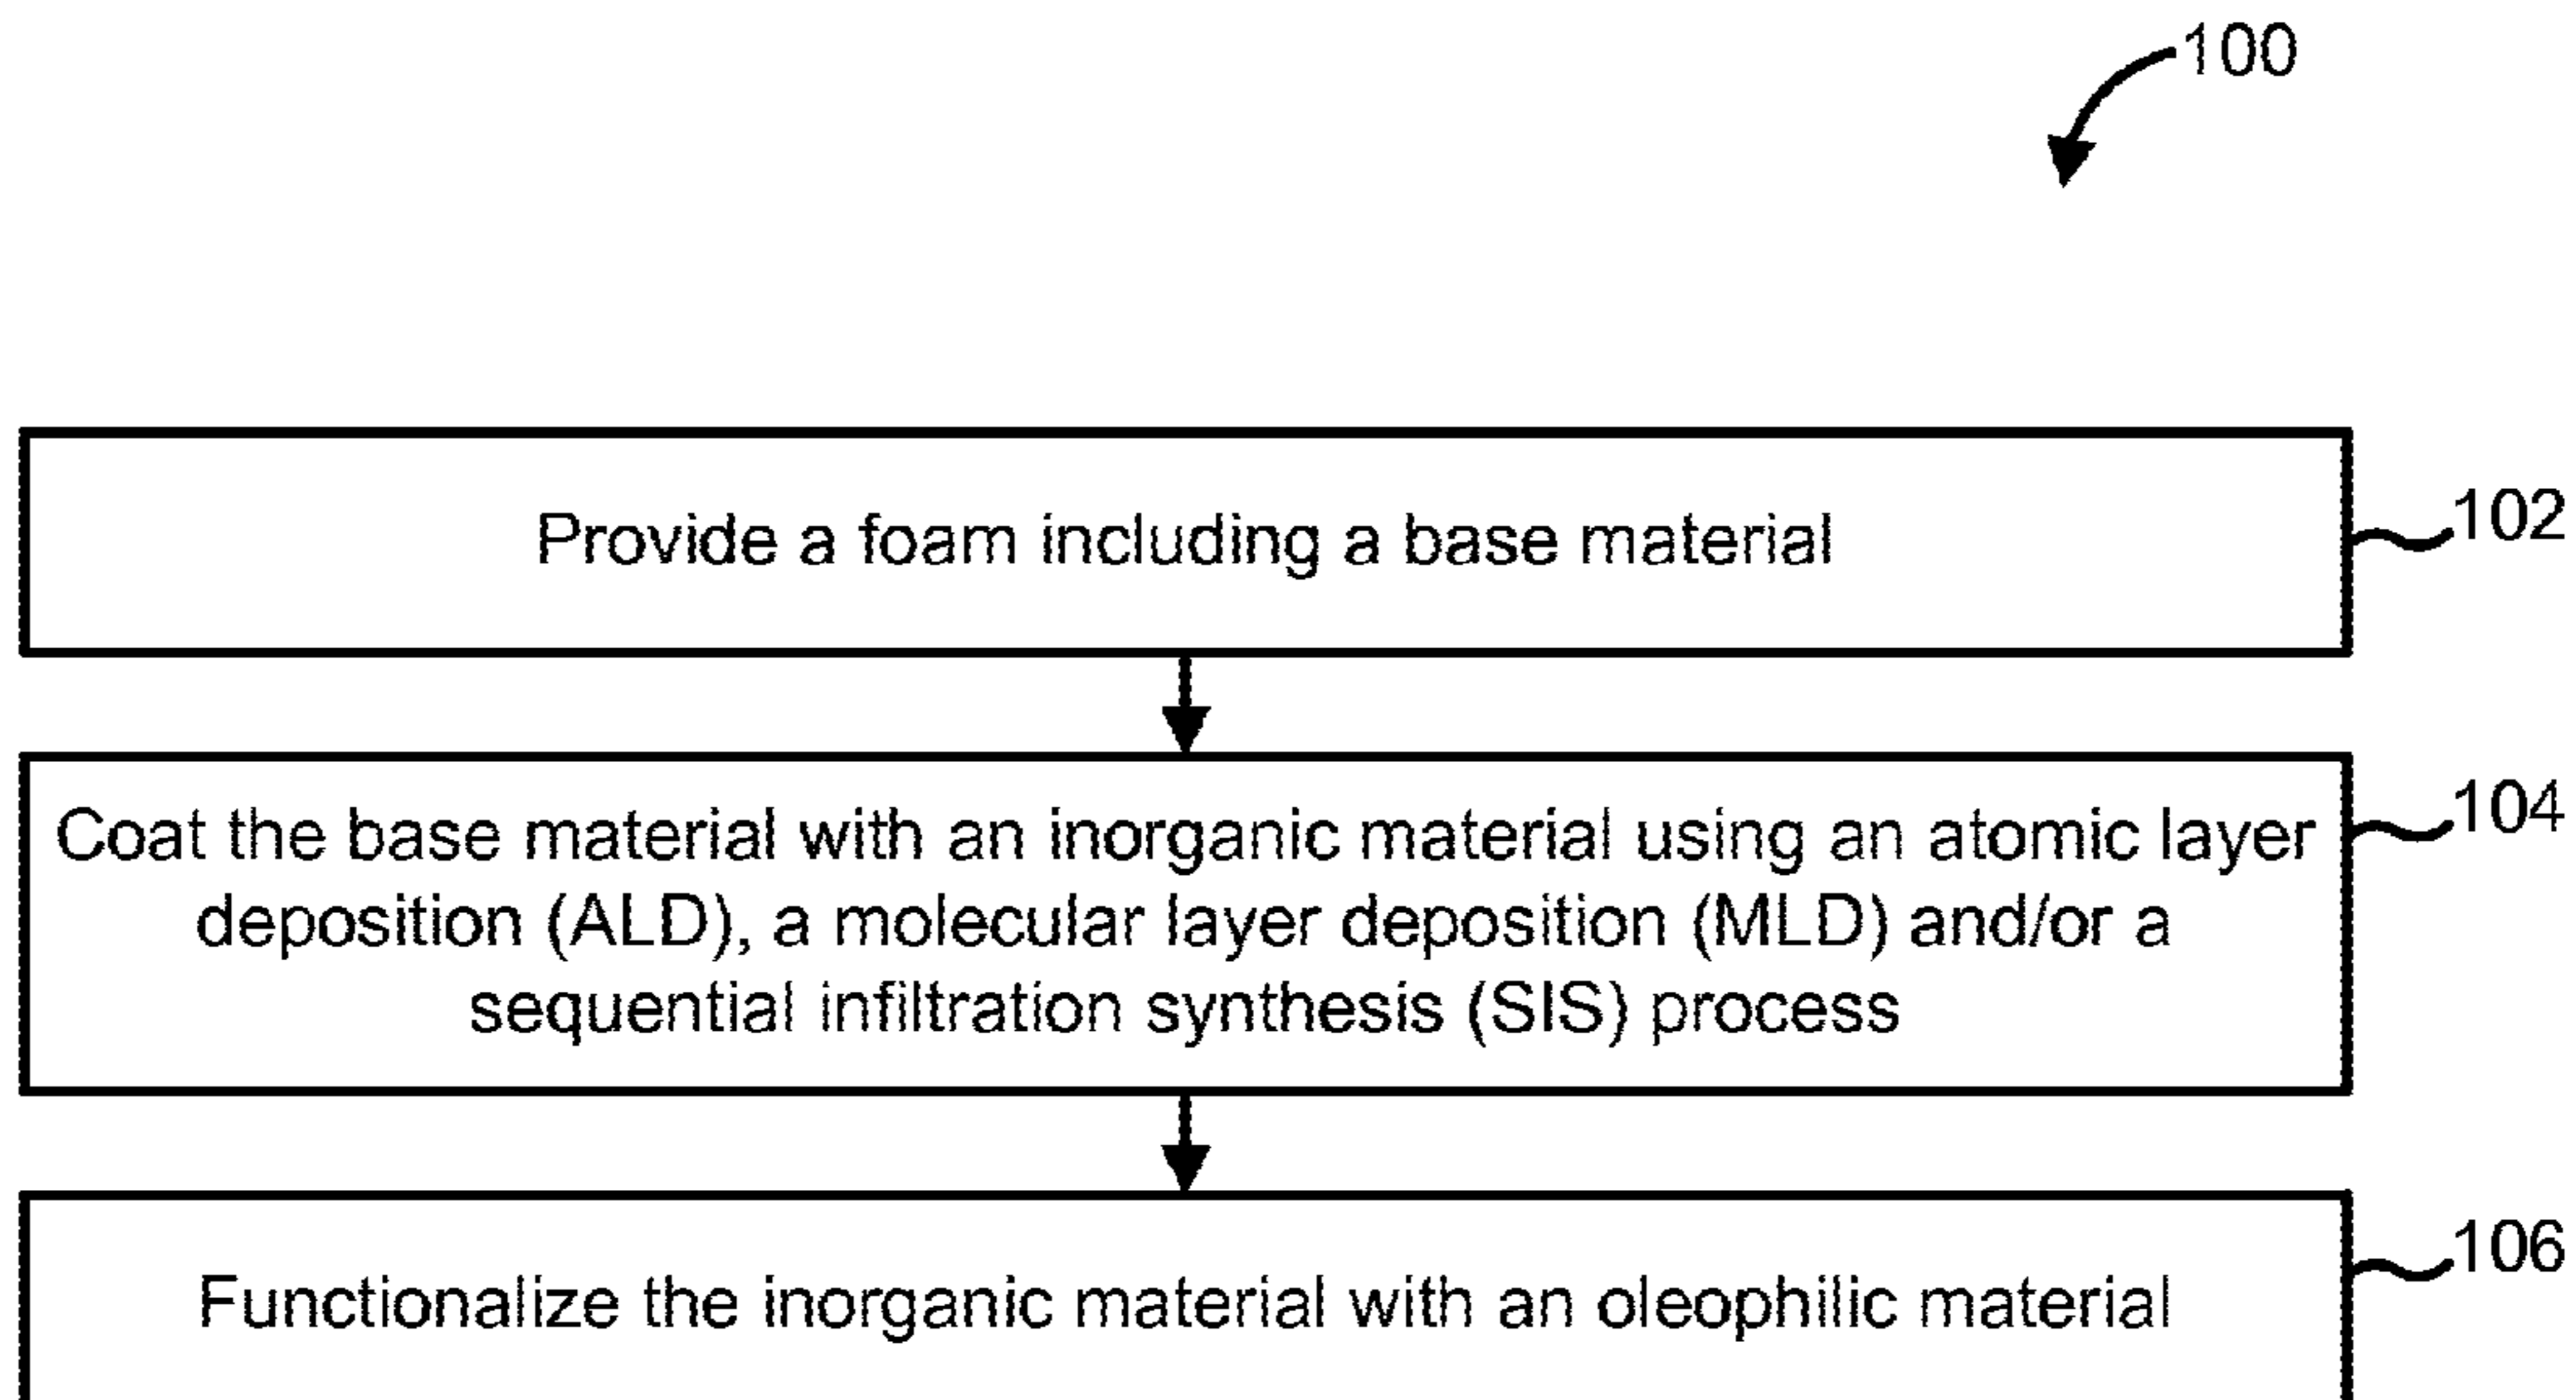 100
Provide a foam including a base material
102
Coat the base material with an inorganic material using an atomic layer
deposition (ALD), a molecular layer deposition (MLD) and/or a
sequential infiltration synthesis (SIS) process
104
Functionalize the inorganic material with an oleophilic material
106